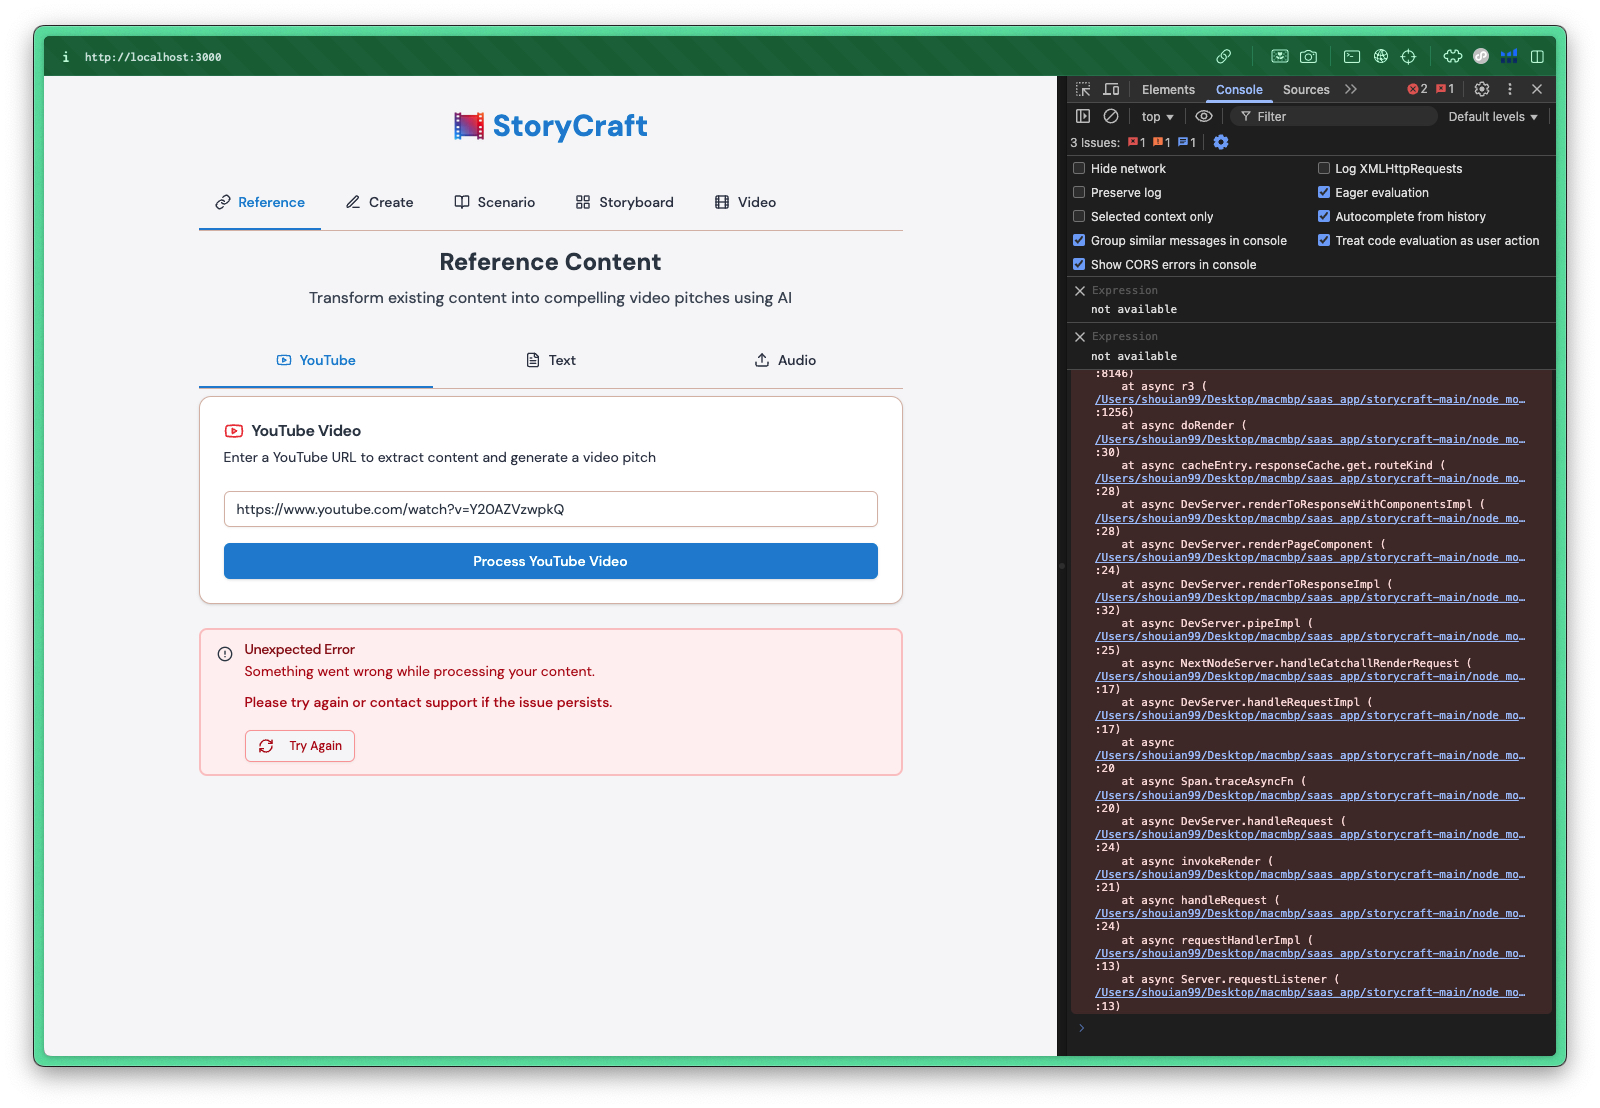 i http://localhost:3000
StoryCraft
Reference Create Scenario Storyboard Video
Reference Content
Transform existing content into compelling video pitches using AI
YouTube Text Audio
YouTube Video
Enter a YouTube URL to extract content and generate a video pitch
https://www.youtube.com/watch?v=Y20AZVzwpkQ
Process YouTube Video
Unexpected Error
Something went wrong while processing your content.
Please try again or contact support if the issue persists.
Try Again
Elements Console Sources 2 1
top Filter Default levels
3 Issues: 1 1 1
Hide network Log XMLHttpRequests
Preserve log Eager evaluation
Selected context only Autocomplete from history
Group similar messages in console Treat code evaluation as user action
Show CORS errors in console
Expression
not available
Expression
not available
:8146)
at async r3 (
/Users/shouian99/Desktop/macmbp/saas_app/storycraft-main/node_mo…
:1256)
at async doRender (
/Users/shouian99/Desktop/macmbp/saas_app/storycraft-main/node_mo…
:30)
at async cacheEntry.responseCache.get.routeKind (
/Users/shouian99/Desktop/macmbp/saas_app/storycraft-main/node_mo…
:28)
at async DevServer.renderToResponseWithComponentsImpl (
/Users/shouian99/Desktop/macmbp/saas_app/storycraft-main/node_mo…
:28)
at async DevServer.renderPageComponent (
/Users/shouian99/Desktop/macmbp/saas_app/storycraft-main/node_mo…
:24)
at async DevServer.renderToResponseImpl (
/Users/shouian99/Desktop/macmbp/saas_app/storycraft-main/node_mo…
:32)
at async DevServer.pipeImpl (
/Users/shouian99/Desktop/macmbp/saas_app/storycraft-main/node_mo…
:25)
at async NextNodeServer.handleCatchallRenderRequest (
/Users/shouian99/Desktop/macmbp/saas_app/storycraft-main/node_mo…
:17)
at async DevServer.handleRequestImpl (
/Users/shouian99/Desktop/macmbp/saas_app/storycraft-main/node_mo…
:17)
at async
/Users/shouian99/Desktop/macmbp/saas_app/storycraft-main/node_mo…
:20
at async Span.traceAsyncFn (
/Users/shouian99/Desktop/macmbp/saas_app/storycraft-main/node_mo…
:20)
at async DevServer.handleRequest (
/Users/shouian99/Desktop/macmbp/saas_app/storycraft-main/node_mo…
:24)
at async invokeRender (
/Users/shouian99/Desktop/macmbp/saas_app/storycraft-main/node_mo…
:21)
at async handleRequest (
/Users/shouian99/Desktop/macmbp/saas_app/storycraft-main/node_mo…
:24)
at async requestHandlerImpl (
/Users/shouian99/Desktop/macmbp/saas_app/storycraft-main/node_mo…
:13)
at async Server.requestListener (
/Users/shouian99/Desktop/macmbp/saas_app/storycraft-main/node_mo…
:13)